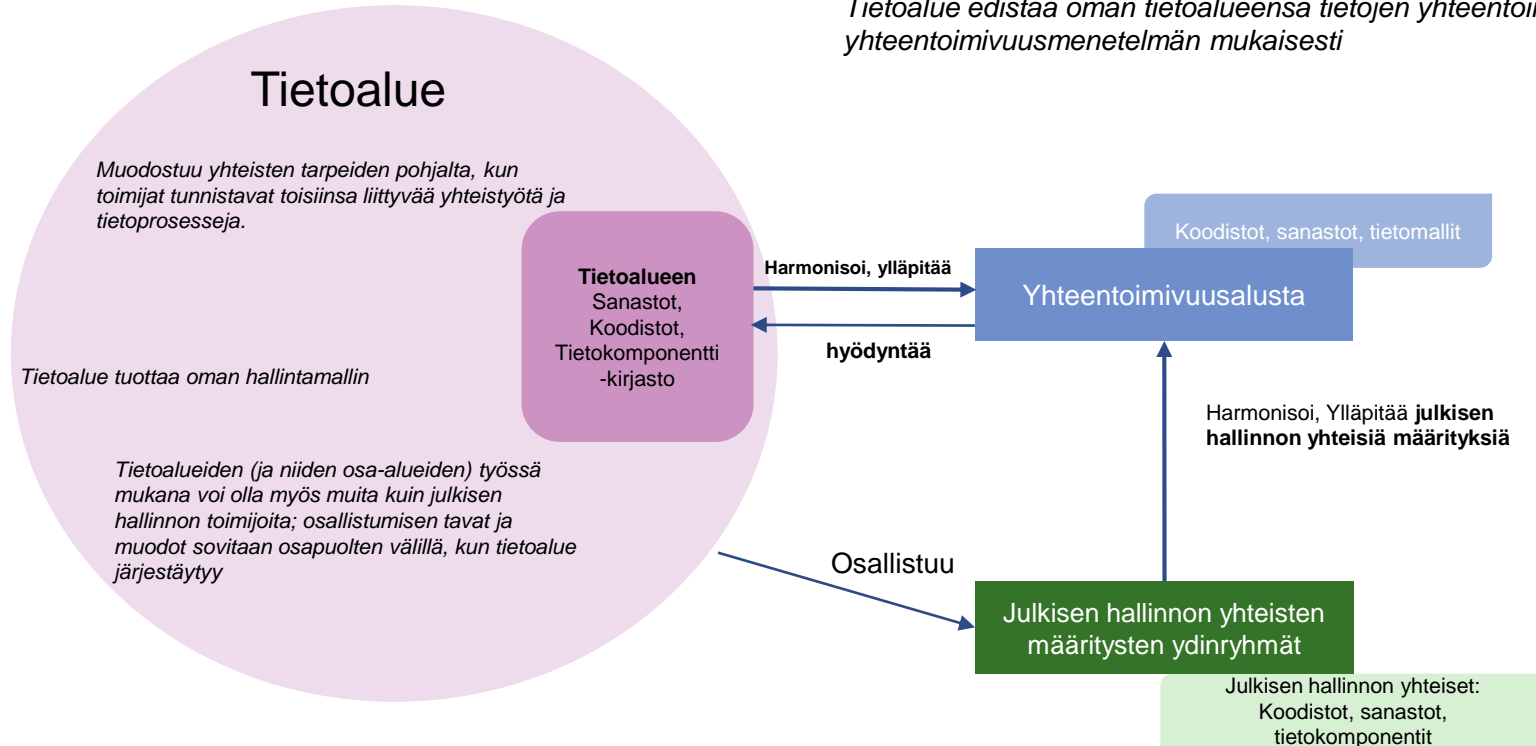 Tietoalue edistää oman tietoalueensa tietojen
yhteentoimivuusmenetelmän mukaisesti
Tietoalue
Muodostuu yhteisten tarpeiden pohjalta, kun
toimijat tunnistavat toisiinsa liittyvää yhteistyötä ja
tietoprosesseja.
Koodistot, sanastot, tietomallit
Tietoalueen
Sanastot,
Koodistot,
Tietokomponentti
-kirjasto
Harmonisoi, ylläpitää
Yhteentoimivuusalusta
hyödyntää
Tietoalue tuottaa oman hallintamallin
Harmonisoi, Ylläpitää julkisen
hallinnon yhteisiä määrityksiä
Tietoalueiden (ja niiden osa-alueiden) työssä
mukana voi olla myös muita kuin julkisen
hallinnon toimijoita; osallistumisen tavat ja
muodot sovitaan osapuolten välillä, kun tietoalue
järjestäytyy
Osallistuu
Julkisen hallinnon yhteisten
määritysten ydinryhmät
Julkisen hallinnon yhteiset:
Koodistot, sanastot,
tietokomponentit